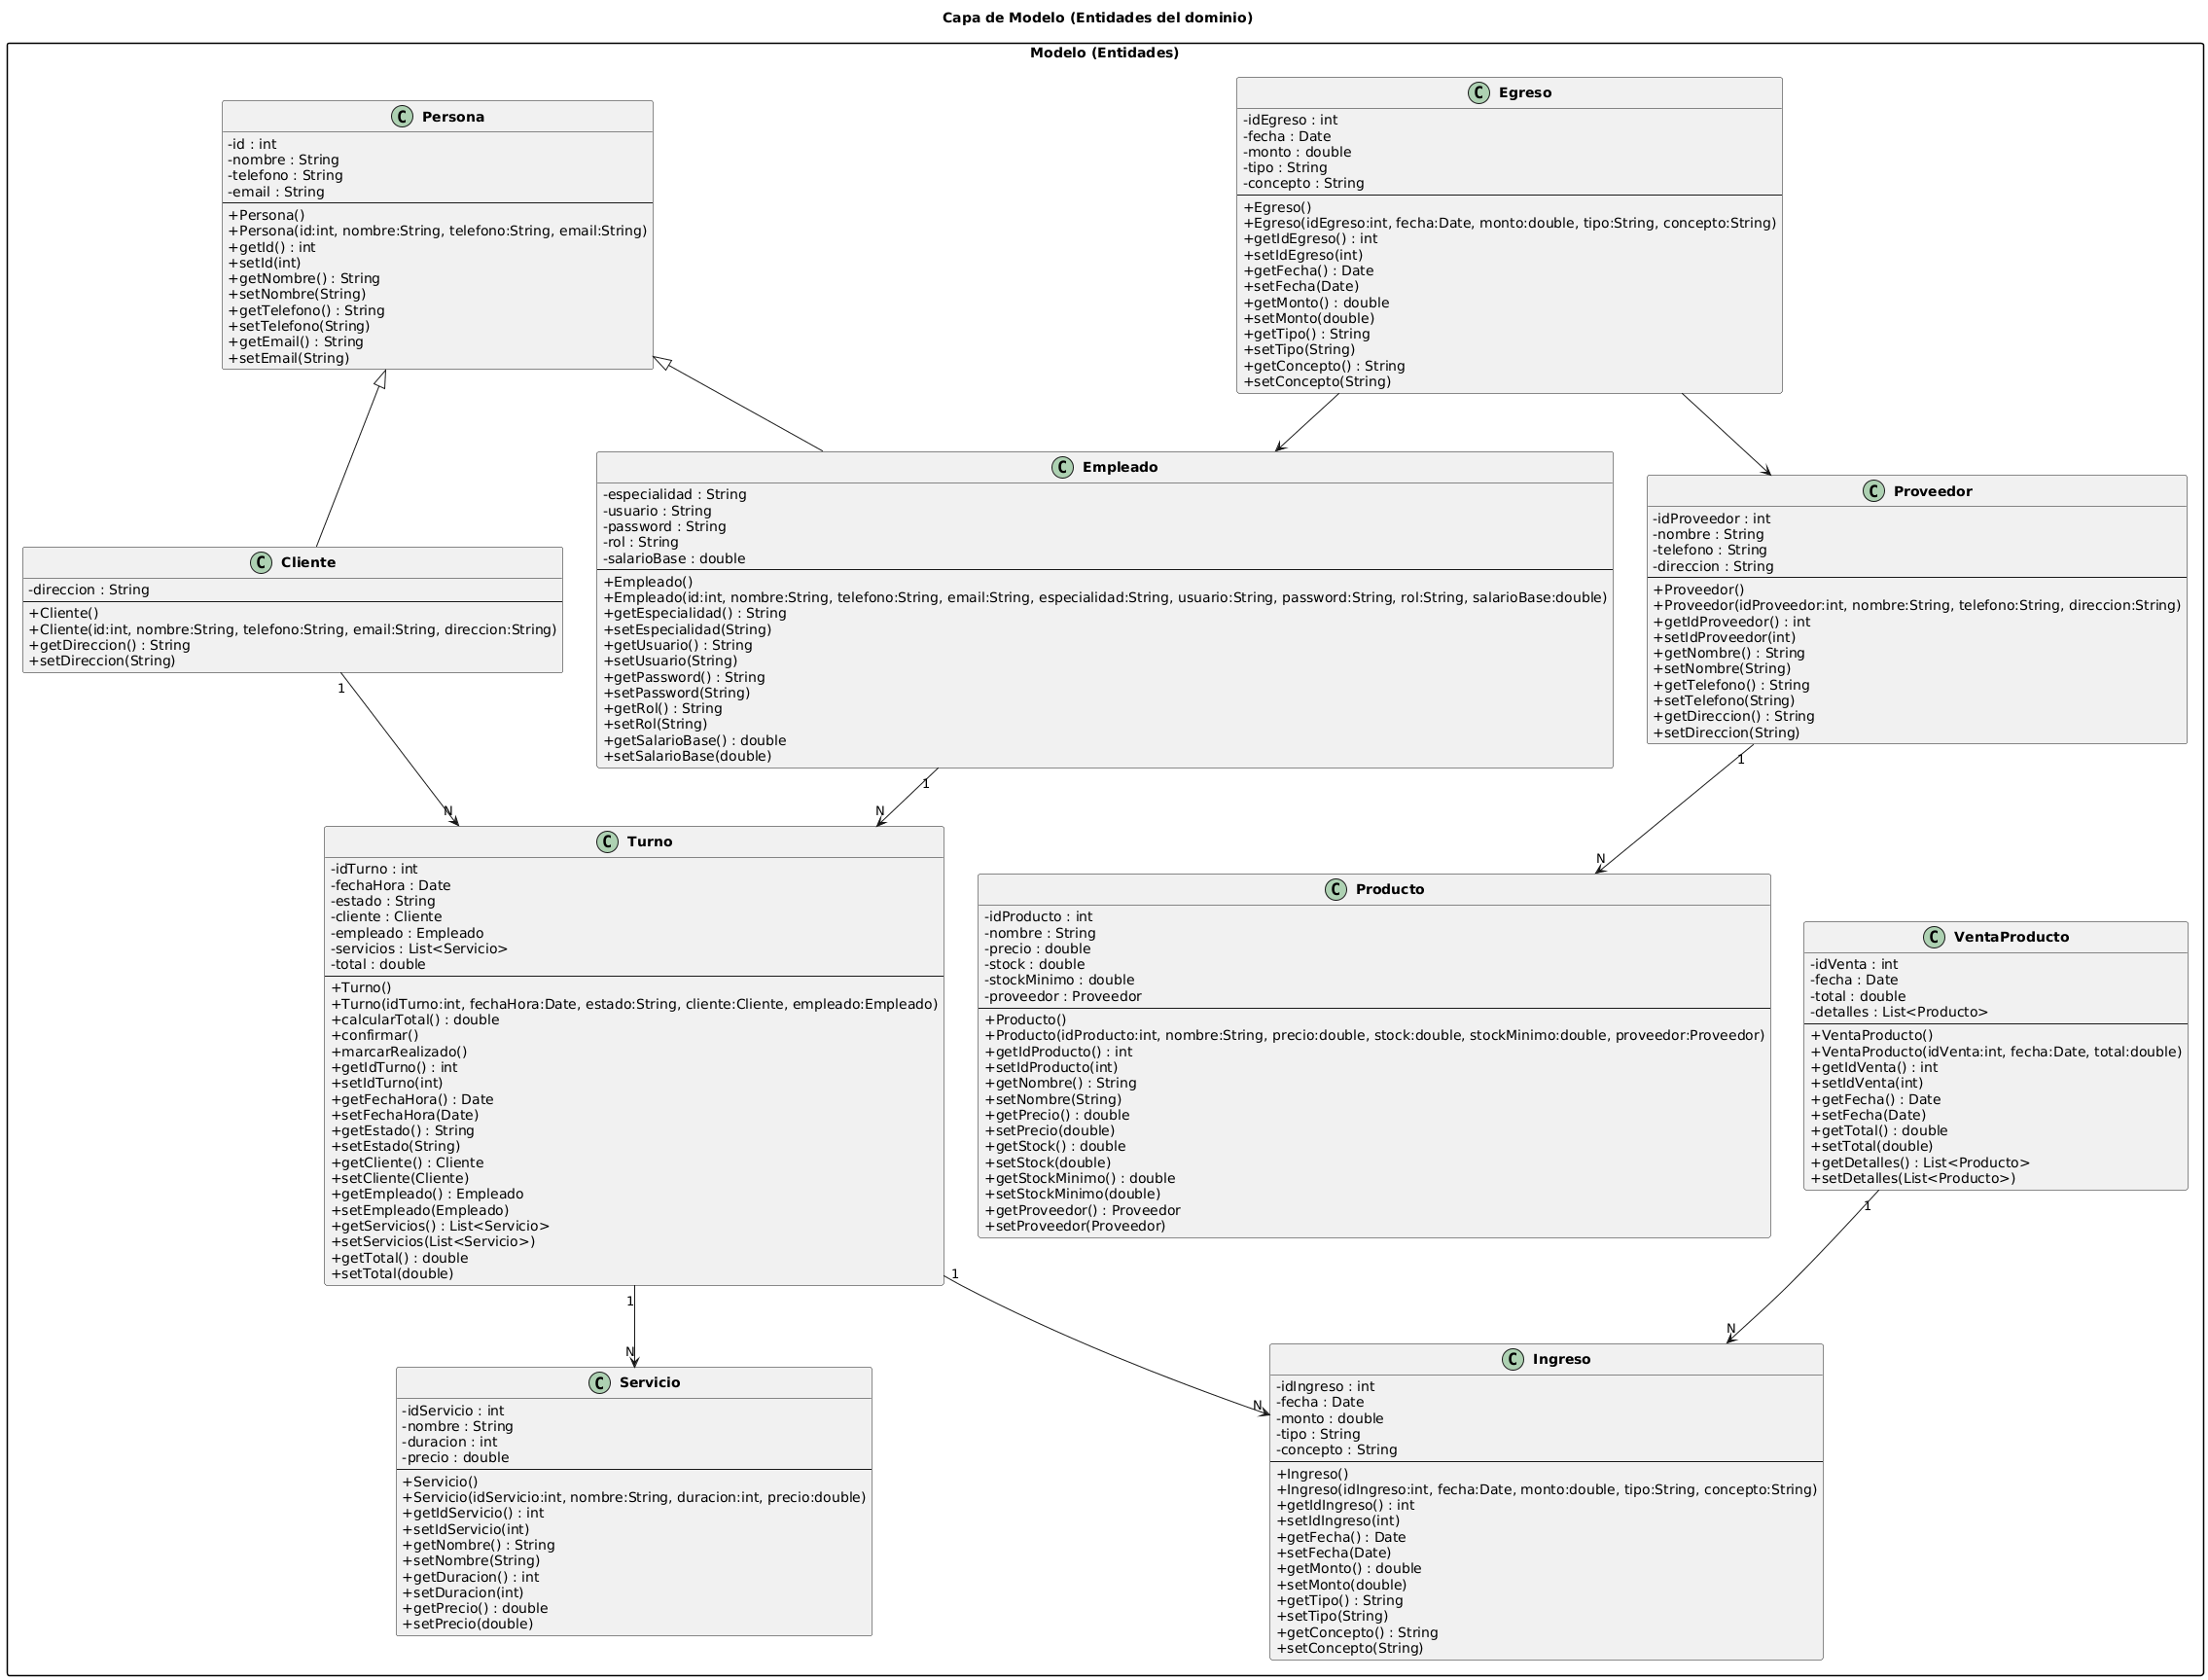 Capa de Modelo (Entidades del dominio)
Modelo (Entidades)
C Persona
-id : int
-nombre : String
-telefono : String
-email : String
+Persona()
+Persona(id:int, nombre:String, telefono:String, email:String)
+getId() : int
+setId(int)
+getNombre() : String
+setNombre(String)
+getTelefono() : String
+setTelefono(String)
+getEmail() : String
+setEmail(String)
C Egreso
-idEgreso : int
-fecha : Date
-monto : double
-tipo : String
-concepto : String
+Egreso()
+Egreso(idEgreso:int, fecha:Date, monto:double, tipo:String, concepto:String)
+getIdEgreso() : int
+setIdEgreso(int)
+getFecha() : Date
+setFecha(Date)
+getMonto() : double
+setMonto(double)
+getTipo() : String
+setTipo(String)
+getConcepto() : String
+setConcepto(String)
C Cliente
-direccion : String
+Cliente()
+Cliente(id:int, nombre:String, telefono:String, email:String, direccion:String)
+getDireccion() : String
+setDireccion(String)
1
N
C Empleado
-especialidad : String
-usuario : String
-password : String
-rol : String
-salarioBase : double
+Empleado()
+Empleado(id:int, nombre:String, telefono:String, email:String, especialidad:String, usuario:String, password:String, rol:String, salarioBase:double)
+getEspecialidad() : String
+setEspecialidad(String)
+getUsuario() : String
+setUsuario(String)
+getPassword() : String
+setPassword(String)
+getRol() : String
+setRol(String)
+getSalarioBase() : double
+setSalarioBase(double)
1
N
C Proveedor
-idProveedor : int
-nombre : String
-telefono : String
-direccion : String
+Proveedor()
+Proveedor(idProveedor:int, nombre:String, telefono:String, direccion:String)
+getIdProveedor() : int
+setIdProveedor(int)
+getNombre() : String
+setNombre(String)
+getTelefono() : String
+setTelefono(String)
+getDireccion() : String
+setDireccion(String)
1
N
C Turno
-idTurno : int
-fechaHora : Date
-estado : String
-cliente : Cliente
-empleado : Empleado
-servicios : List<Servicio>
-total : double
+Turno()
+Turno(idTurno:int, fechaHora:Date, estado:String, cliente:Cliente, empleado:Empleado)
+calcularTotal() : double
+confirmar()
+marcarRealizado()
+getIdTurno() : int
+setIdTurno(int)
+getFechaHora() : Date
+setFechaHora(Date)
+getEstado() : String
+setEstado(String)
+getCliente() : Cliente
+setCliente(Cliente)
+getEmpleado() : Empleado
+setEmpleado(Empleado)
+getServicios() : List<Servicio>
+setServicios(List<Servicio>)
+getTotal() : double
+setTotal(double)
1
N
1
N
C Producto
-idProducto : int
-nombre : String
-precio : double
-stock : double
-stockMinimo : double
-proveedor : Proveedor
+Producto()
+Producto(idProducto:int, nombre:String, precio:double, stock:double, stockMinimo:double, proveedor:Proveedor)
+getIdProducto() : int
+setIdProducto(int)
+getNombre() : String
+setNombre(String)
+getPrecio() : double
+setPrecio(double)
+getStock() : double
+setStock(double)
+getStockMinimo() : double
+setStockMinimo(double)
+getProveedor() : Proveedor
+setProveedor(Proveedor)
C VentaProducto
-idVenta : int
-fecha : Date
-total : double
-detalles : List<Producto>
+VentaProducto()
+VentaProducto(idVenta:int, fecha:Date, total:double)
+getIdVenta() : int
+setIdVenta(int)
+getFecha() : Date
+setFecha(Date)
+getTotal() : double
+setTotal(double)
+getDetalles() : List<Producto>
+setDetalles(List<Producto>)
1
N
C Servicio
-idServicio : int
-nombre : String
-duracion : int
-precio : double
+Servicio()
+Servicio(idServicio:int, nombre:String, duracion:int, precio:double)
+getIdServicio() : int
+setIdServicio(int)
+getNombre() : String
+setNombre(String)
+getDuracion() : int
+setDuracion(int)
+getPrecio() : double
+setPrecio(double)
C Ingreso
-idIngreso : int
-fecha : Date
-monto : double
-tipo : String
-concepto : String
+Ingreso()
+Ingreso(idIngreso:int, fecha:Date, monto:double, tipo:String, concepto:String)
+getIdIngreso() : int
+setIdIngreso(int)
+getFecha() : Date
+setFecha(Date)
+getMonto() : double
+setMonto(double)
+getTipo() : String
+setTipo(String)
+getConcepto() : String
+setConcepto(String)